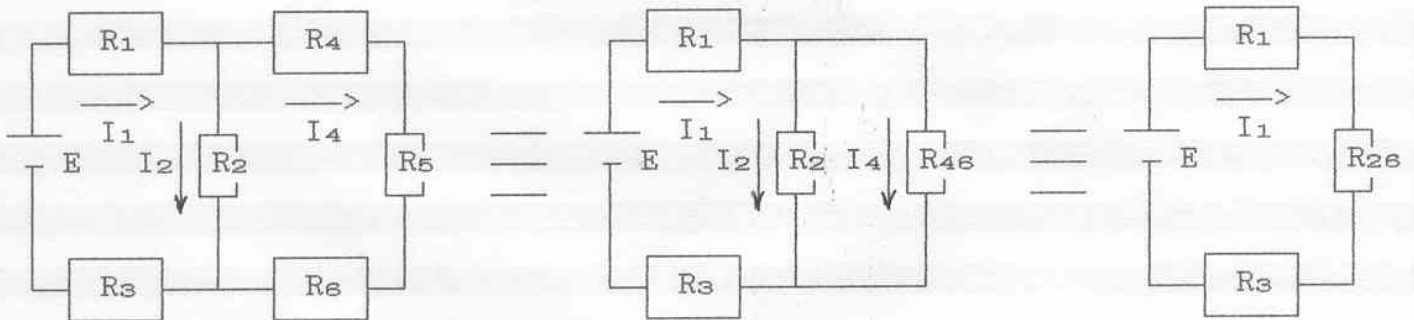 R1 R4 R1 R1
I1 I4 I1 I1
E I2 R2 R5 E I2 R2 I4 R46 E R26
R3 R6 R3 R3